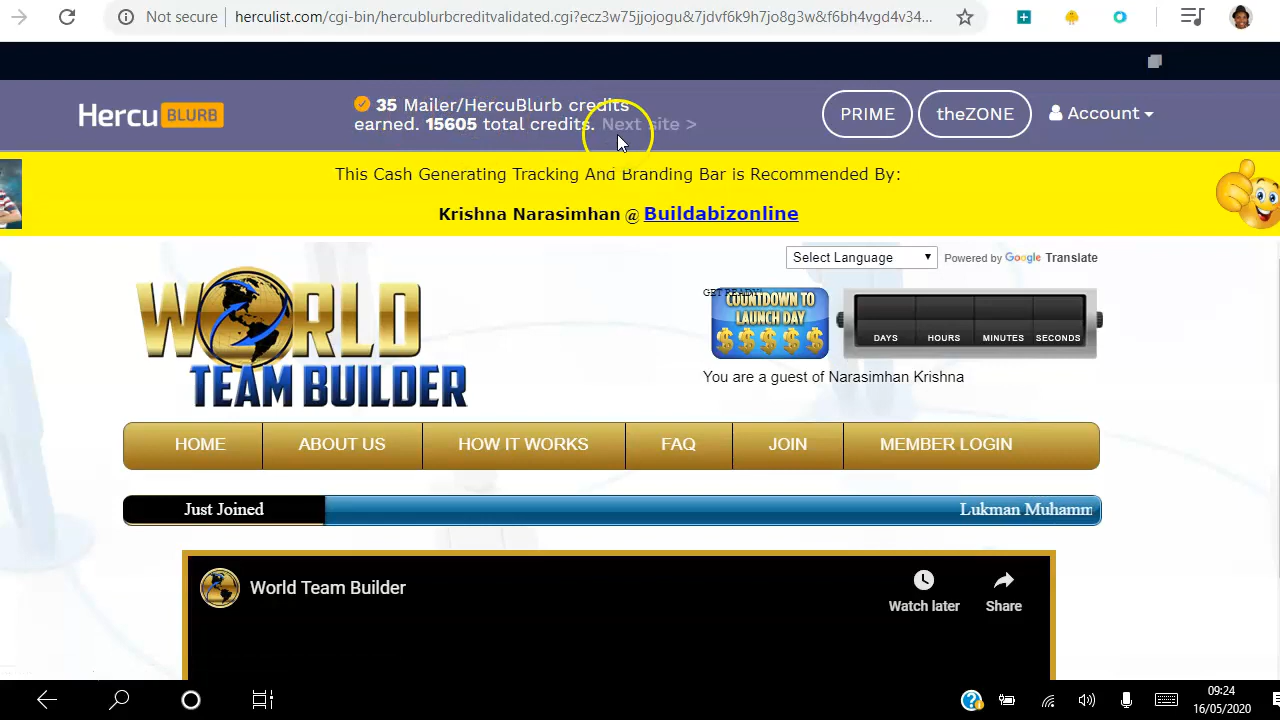 Not secure herculist.com/cgi-bin/hercublurbcreditvalidated.cgi?ecz3w75jjojogu&7jdvf6k9h7jo8g3w&f6bh4vgd4v34...
Hercu BLURB
35 Mailer/HercuBlurb credits
earned. 15605 total credits. Next site >
PRIME
theZONE
Account
This Cash Generating Tracking And Branding Bar is Recommended By:
Krishna Narasimhan @ Buildabizonline
Select Language
Powered by Google Translate
WORLD
TEAM BUILDER
GET READY!
COUNTDOWN TO
LAUNCH DAY
$ $ $ $ $
DAYS HOURS MINUTES SECONDS
You are a guest of Narasimhan Krishna
HOME ABOUT US HOW IT WORKS FAQ JOIN MEMBER LOGIN
Just Joined
Lukman Muhamm
World Team Builder
Watch later
Share
09:24
16/05/2020